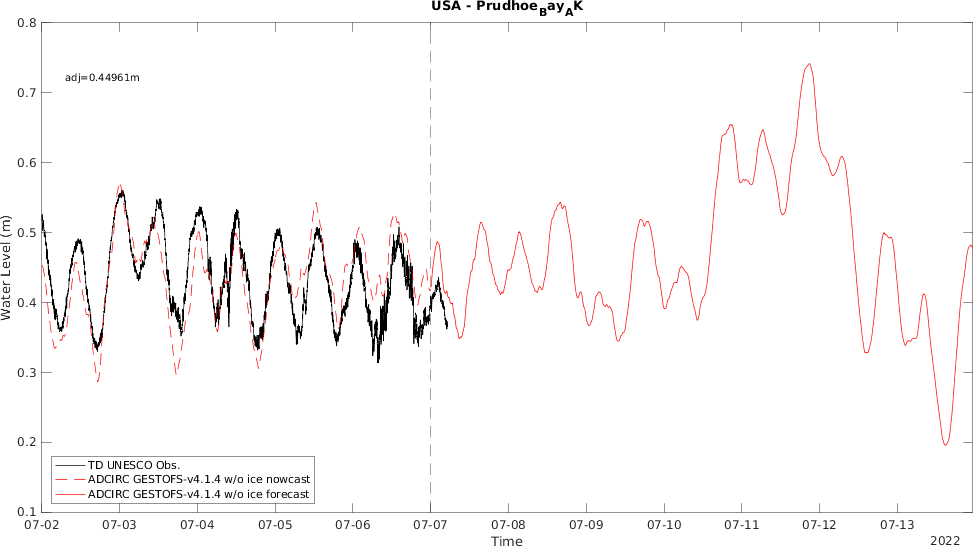 USA - Prudhoe_Bay_AK
0.8
0.7
0.6
0.5
0.4
0.3
0.2
0.1
Water Level (m)
adj=0.44961m
TD UNESCO Obs.
ADCIRC GESTOFS-v4.1.4 w/o ice nowcast
ADCIRC GESTOFS-v4.1.4 w/o ice forecast
07-02 07-03 07-04 07-05 07-06 07-07 07-08 07-09 07-10 07-11 07-12 07-13
Time
2022